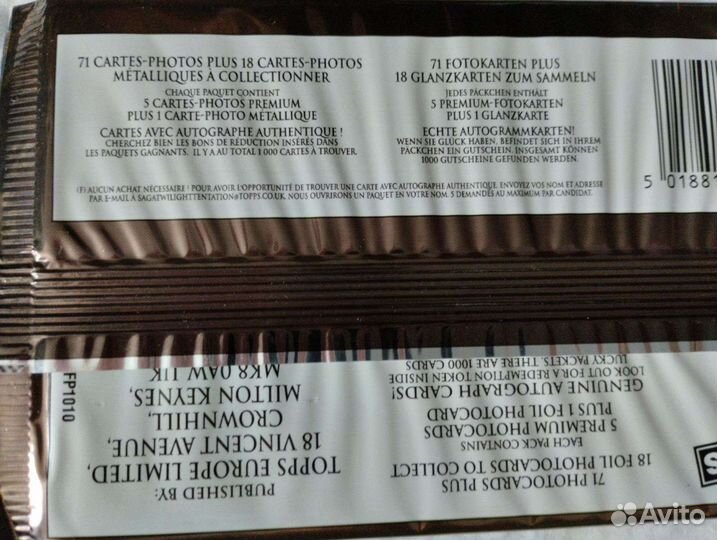 71 CARTES-PHOTOS PLUS 18 CARTES-PHOTOS
MÉTALLIQUES À COLLECTIONNER
CHAQUE PAQUET CONTIENT
5 CARTES-PHOTOS PREMIUM
PLUS 1 CARTE-PHOTO MÉTALLIQUE
CARTES AVEC AUTOGRAPHE AUTHENTIQUE !
CHERCHEZ BIEN LES BONS DE RÉDUCTION INSÉRÉS DANS
LES PAQUETS GAGNANTS. IL Y A AU TOTAL 1 000 CARTES À TROUVER.
71 FOTOKARTEN PLUS
18 GLANZKARTEN ZUM SAMMELN
JEDES PÄCKCHEN ENTHÄLT
5 PREMIUM-FOTOKARTEN
PLUS 1 GLANZKARTE
ECHTE AUTOGRAMMKARTEN!
WENN SIE GLÜCK HABEN, BEFINDET SICH IN IHREM
PÄCKCHEN EIN GUTSCHEIN. INSGESAMT KÖNNEN
1000 GUTSCHEINE GEFUNDEN WERDEN.
(F) AUCUN ACHAT NÉCESSAIRE ! POUR AVOIR L'OPPORTUNITÉ DE TROUVER UNE CARTE AVEC AUTOGRAPHE AUTHENTIQUE, ENVOYEZ VOS NOM ET ADRESSE
PAR E-MAIL À SAGATWILIGHTTENTATION@TOPPS.CO.UK. NOUS OUVRIRONS UN PAQUET EN VOTRE NOM. 5 DEMANDES AU MAXIMUM PAR CANDIDAT.
5 01881
71 PHOTOCARDS PLUS
18 FOIL PHOTOCARDS TO COLLECT
EACH PACK CONTAINS
5 PREMIUM PHOTOCARDS
PLUS 1 FOIL PHOTOCARD
GENUINE AUTOGRAPH CARDS!
LOOK OUT FOR A REDEMPTION TOKEN INSIDE
LUCKY PACKETS. THERE ARE 1000 CARDS
PUBLISHED BY:
TOPPS EUROPE LIMITED,
18 VINCENT AVENUE,
CROWNHILL,
MILTON KEYNES,
MK8 0AW. UK
FP1010
S
Avito